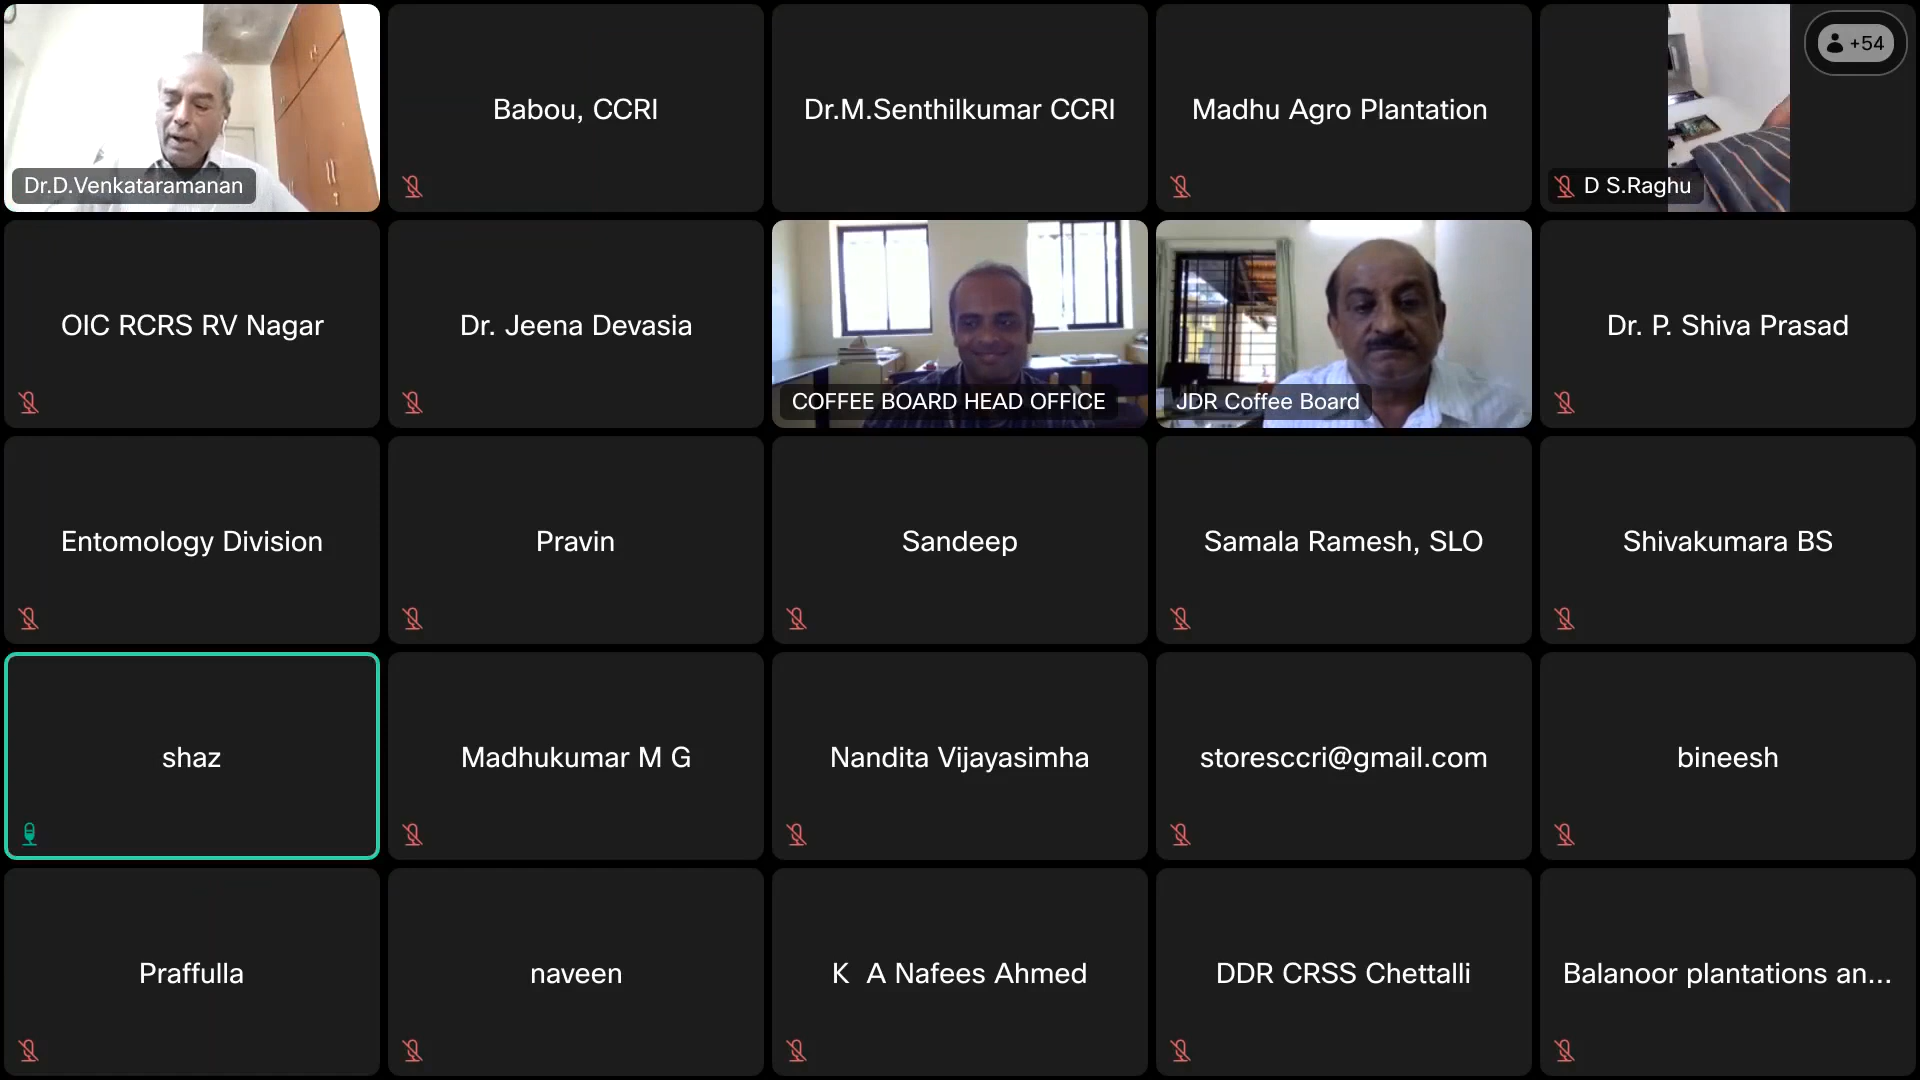 Dr.D.Venkataramanan
Babou, CCRI
Dr.M.Senthilkumar CCRI
Madhu Agro Plantation
D S.Raghu
+54
OIC RCRS RV Nagar
Dr. Jeena Devasia
COFFEE BOARD HEAD OFFICE
JDR Coffee Board
Dr. P. Shiva Prasad
Entomology Division
Pravin
Sandeep
Samala Ramesh, SLO
Shivakumara BS
shaz
Madhukumar M G
Nandita Vijayasimha
storesccri@gmail.com
bineesh
Praffulla
naveen
K  A Nafees Ahmed
DDR CRSS Chettalli
Balanoor plantations an...